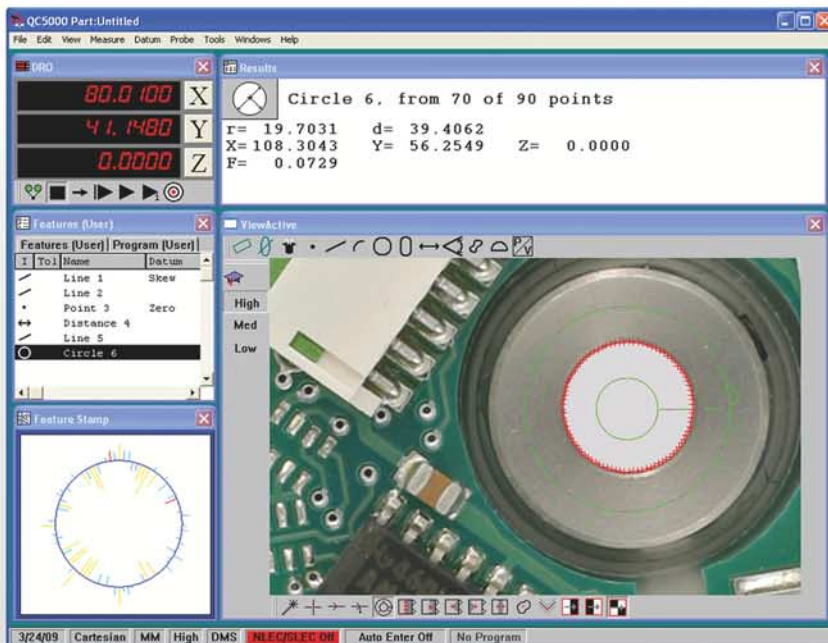 QC5000 Part:Untitled
File Edit View Measure Datum Probe Tools Windows Help
DRO
80.0100 X
41.1480 Y
0.0000 Z
Results
Circle 6, from 70 of 90 points
r= 19.7031 d= 39.4062
X=108.3043 Y= 56.2549 Z= 0.0000
F= 0.0729
Features (User)
Features (User) Program (User)
I Tol Name Datum
Line 1 Skew
Line 2
Point 3 Zero
Distance 4
Line 5
Circle 6
ViewActive
P/V
High
Med
Low
Feature Stamp
3/24/09 Cartesian MM High DMS NLEC/SLEC Off Auto Enter Off No Program